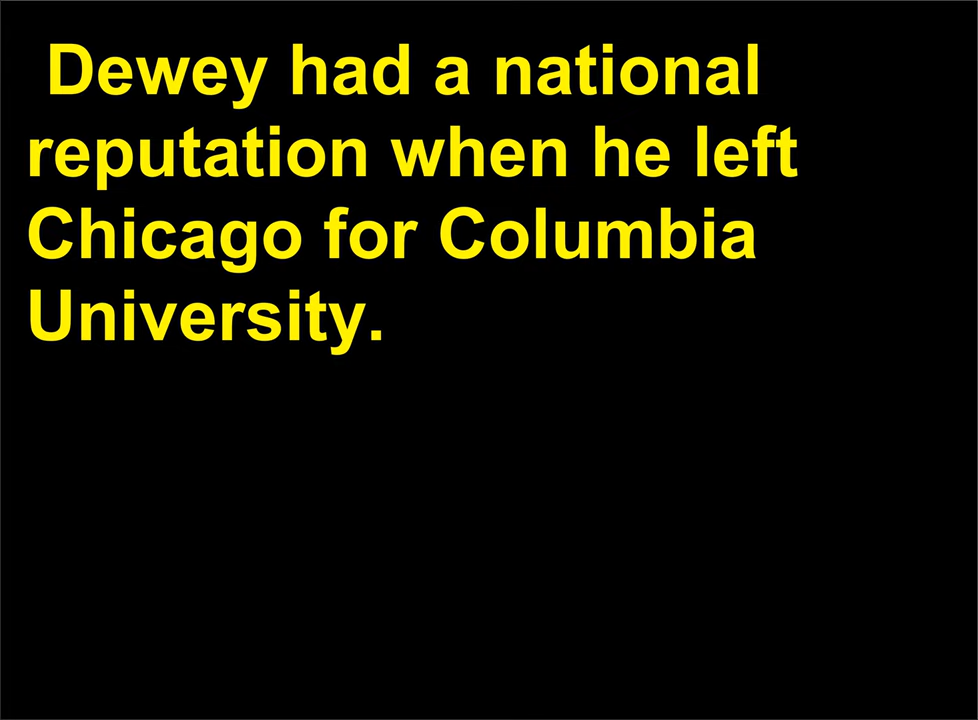 Dewey had a national
reputation when he left
Chicago for Columbia
University.